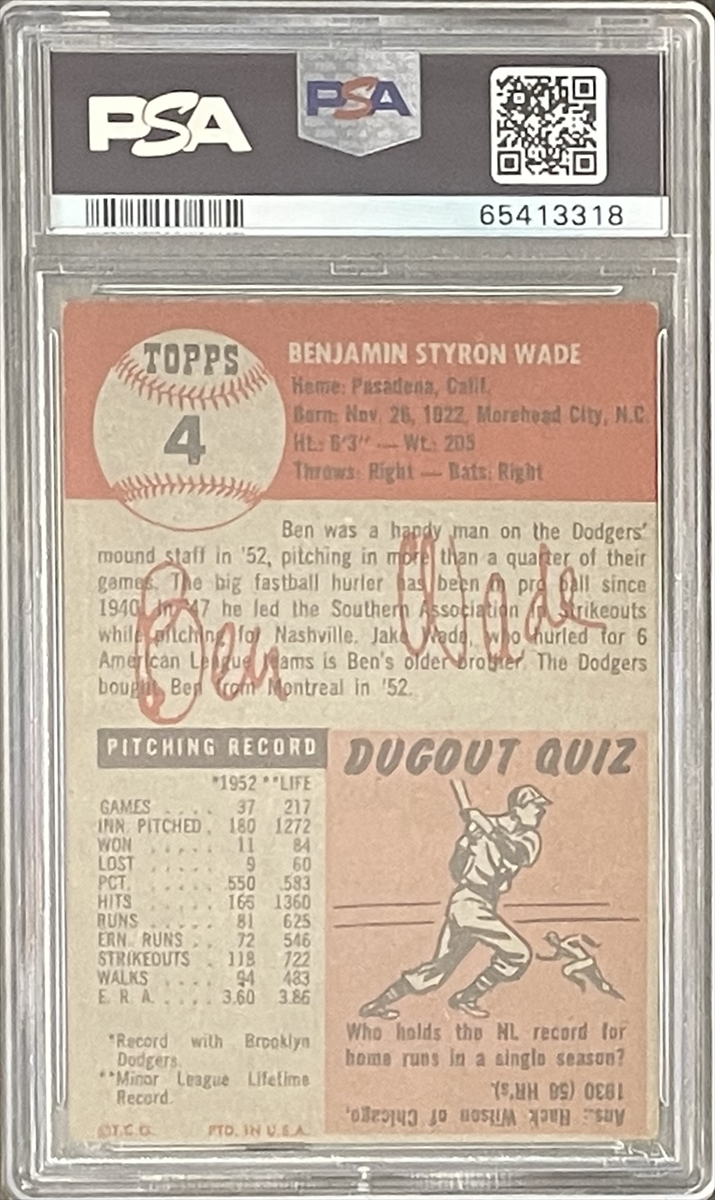 PSA
PSA
65413318
TOPPS
4
BENJAMIN STYRON WADE
Home: Pasadena, Calif.
Born: Nov. 26, 1922, Morehead City, N.C.
Ht.: 6'3" — Wt.: 205
Throws: Right — Bats: Right
Ben was a handy man on the Dodgers'
mound staff in '52, pitching in more than a quarter of their
games. The big fastball hurler has been in pro ball since
1940. In '47 he led the Southern Association in strikeouts
while pitching for Nashville. Jake Wade, who hurled for 6
American League teams is Ben's older brother. The Dodgers
bought Ben from Montreal in '52.
Ben Wade
PITCHING RECORD
*1952 **LIFE
GAMES .... 37 217
INN. PITCHED . 180 1272
WON ..... 11 84
LOST ..... 9 60
PCT. ..... .550 .583
HITS ..... 166 1360
RUNS ..... 81 625
ERN. RUNS .. 72 546
STRIKEOUTS . 118 722
WALKS .... 94 483
E. R. A. .... 3.60 3.86
*Record with Brooklyn
Dodgers.
**Minor League Lifetime
Record.
©T.C.G. PTD. IN U.S.A.
DUGOUT QUIZ
Who holds the NL record for
home runs in a single season?
Ans.: Hack Wilson of Chicago,
1930 (56 HR's).